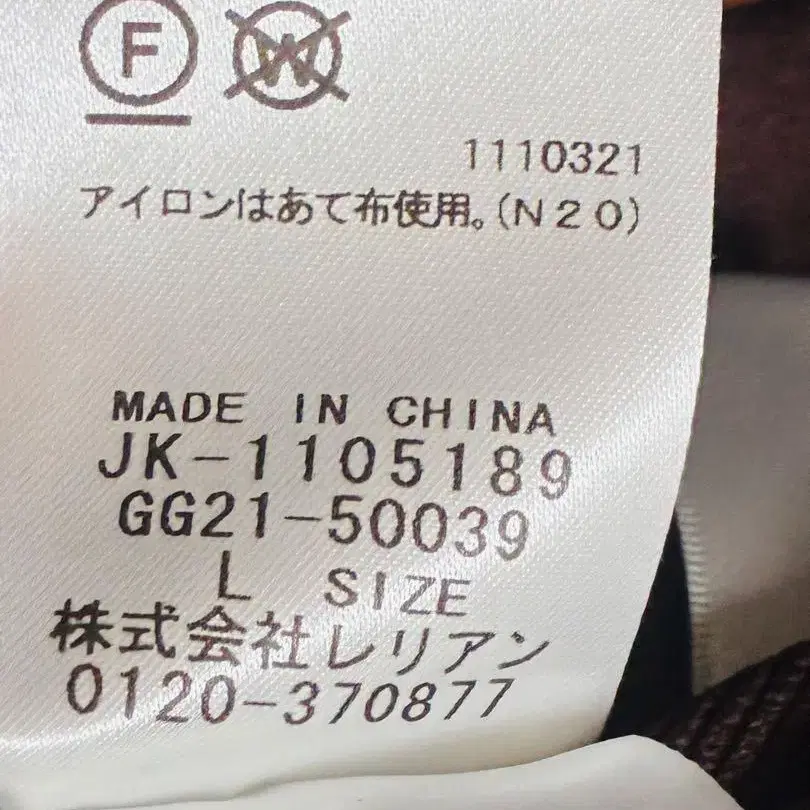 F W
1110321
アイロンはあて布使用。(N20)
MADE IN CHINA
JK-1105189
GG21-50039
L SIZE
株式会社レリアン
0120-370877